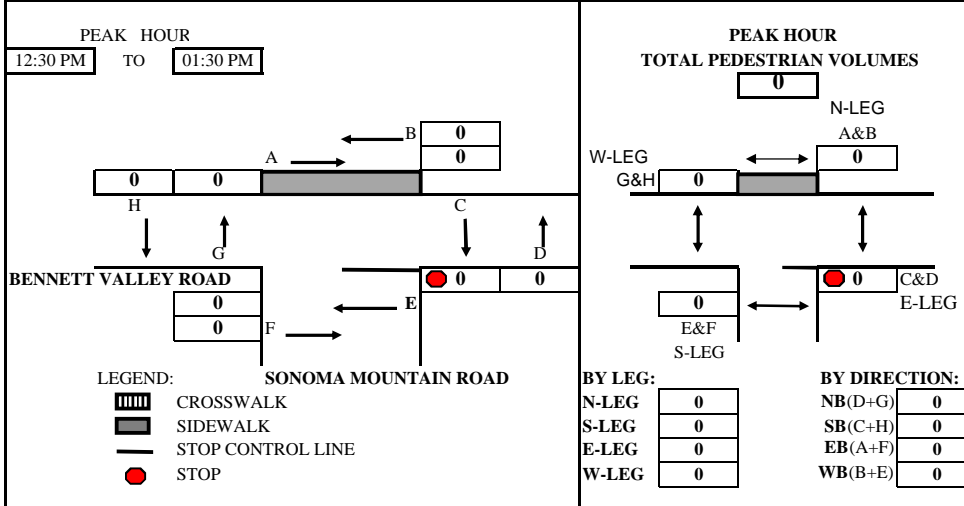 PEAK HOUR
12:30 PM TO 01:30 PM
B 0
A 0
0 0
H C
G D
BENNETT VALLEY ROAD 0 0
0 E
0 F
LEGEND: SONOMA MOUNTAIN ROAD
CROSSWALK
SIDEWALK
STOP CONTROL LINE
STOP
PEAK HOUR
TOTAL PEDESTRIAN VOLUMES
0
N-LEG
A&B
W-LEG 0
G&H 0
0 C&D
0 E-LEG
E&F
S-LEG
BY LEG: BY DIRECTION:
N-LEG 0 NB(D+G) 0
S-LEG 0 SB(C+H) 0
E-LEG 0 EB(A+F) 0
W-LEG 0 WB(B+E) 0